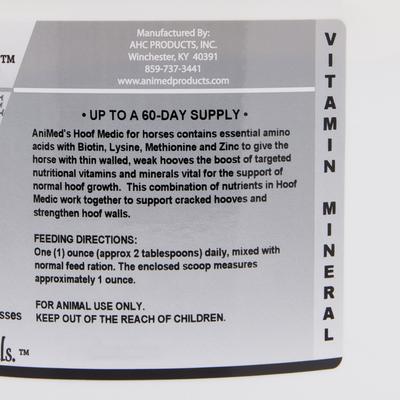 Manufactured By:
AHC PRODUCTS, INC.
Winchester, KY 40391
859-737-3441
www.animedproducts.com
TM
• UP TO A 60-DAY SUPPLY •
AniMed's Hoof Medic for horses contains essential amino
acids with Biotin, Lysine, Methionine and Zinc to give the
horse with thin walled, weak hooves the boost of targeted
nutritional vitamins and minerals vital for the support of
normal hoof growth. This combination of nutrients in Hoof
Medic work together to support cracked hooves and
strengthen hoof walls.
FEEDING DIRECTIONS:
One (1) ounce (approx 2 tablespoons) daily, mixed with
normal feed ration. The enclosed scoop measures
approximately 1 ounce.
FOR ANIMAL USE ONLY.
KEEP OUT OF THE REACH OF CHILDREN.
sses
ls.™
VITAMIN MINERAL